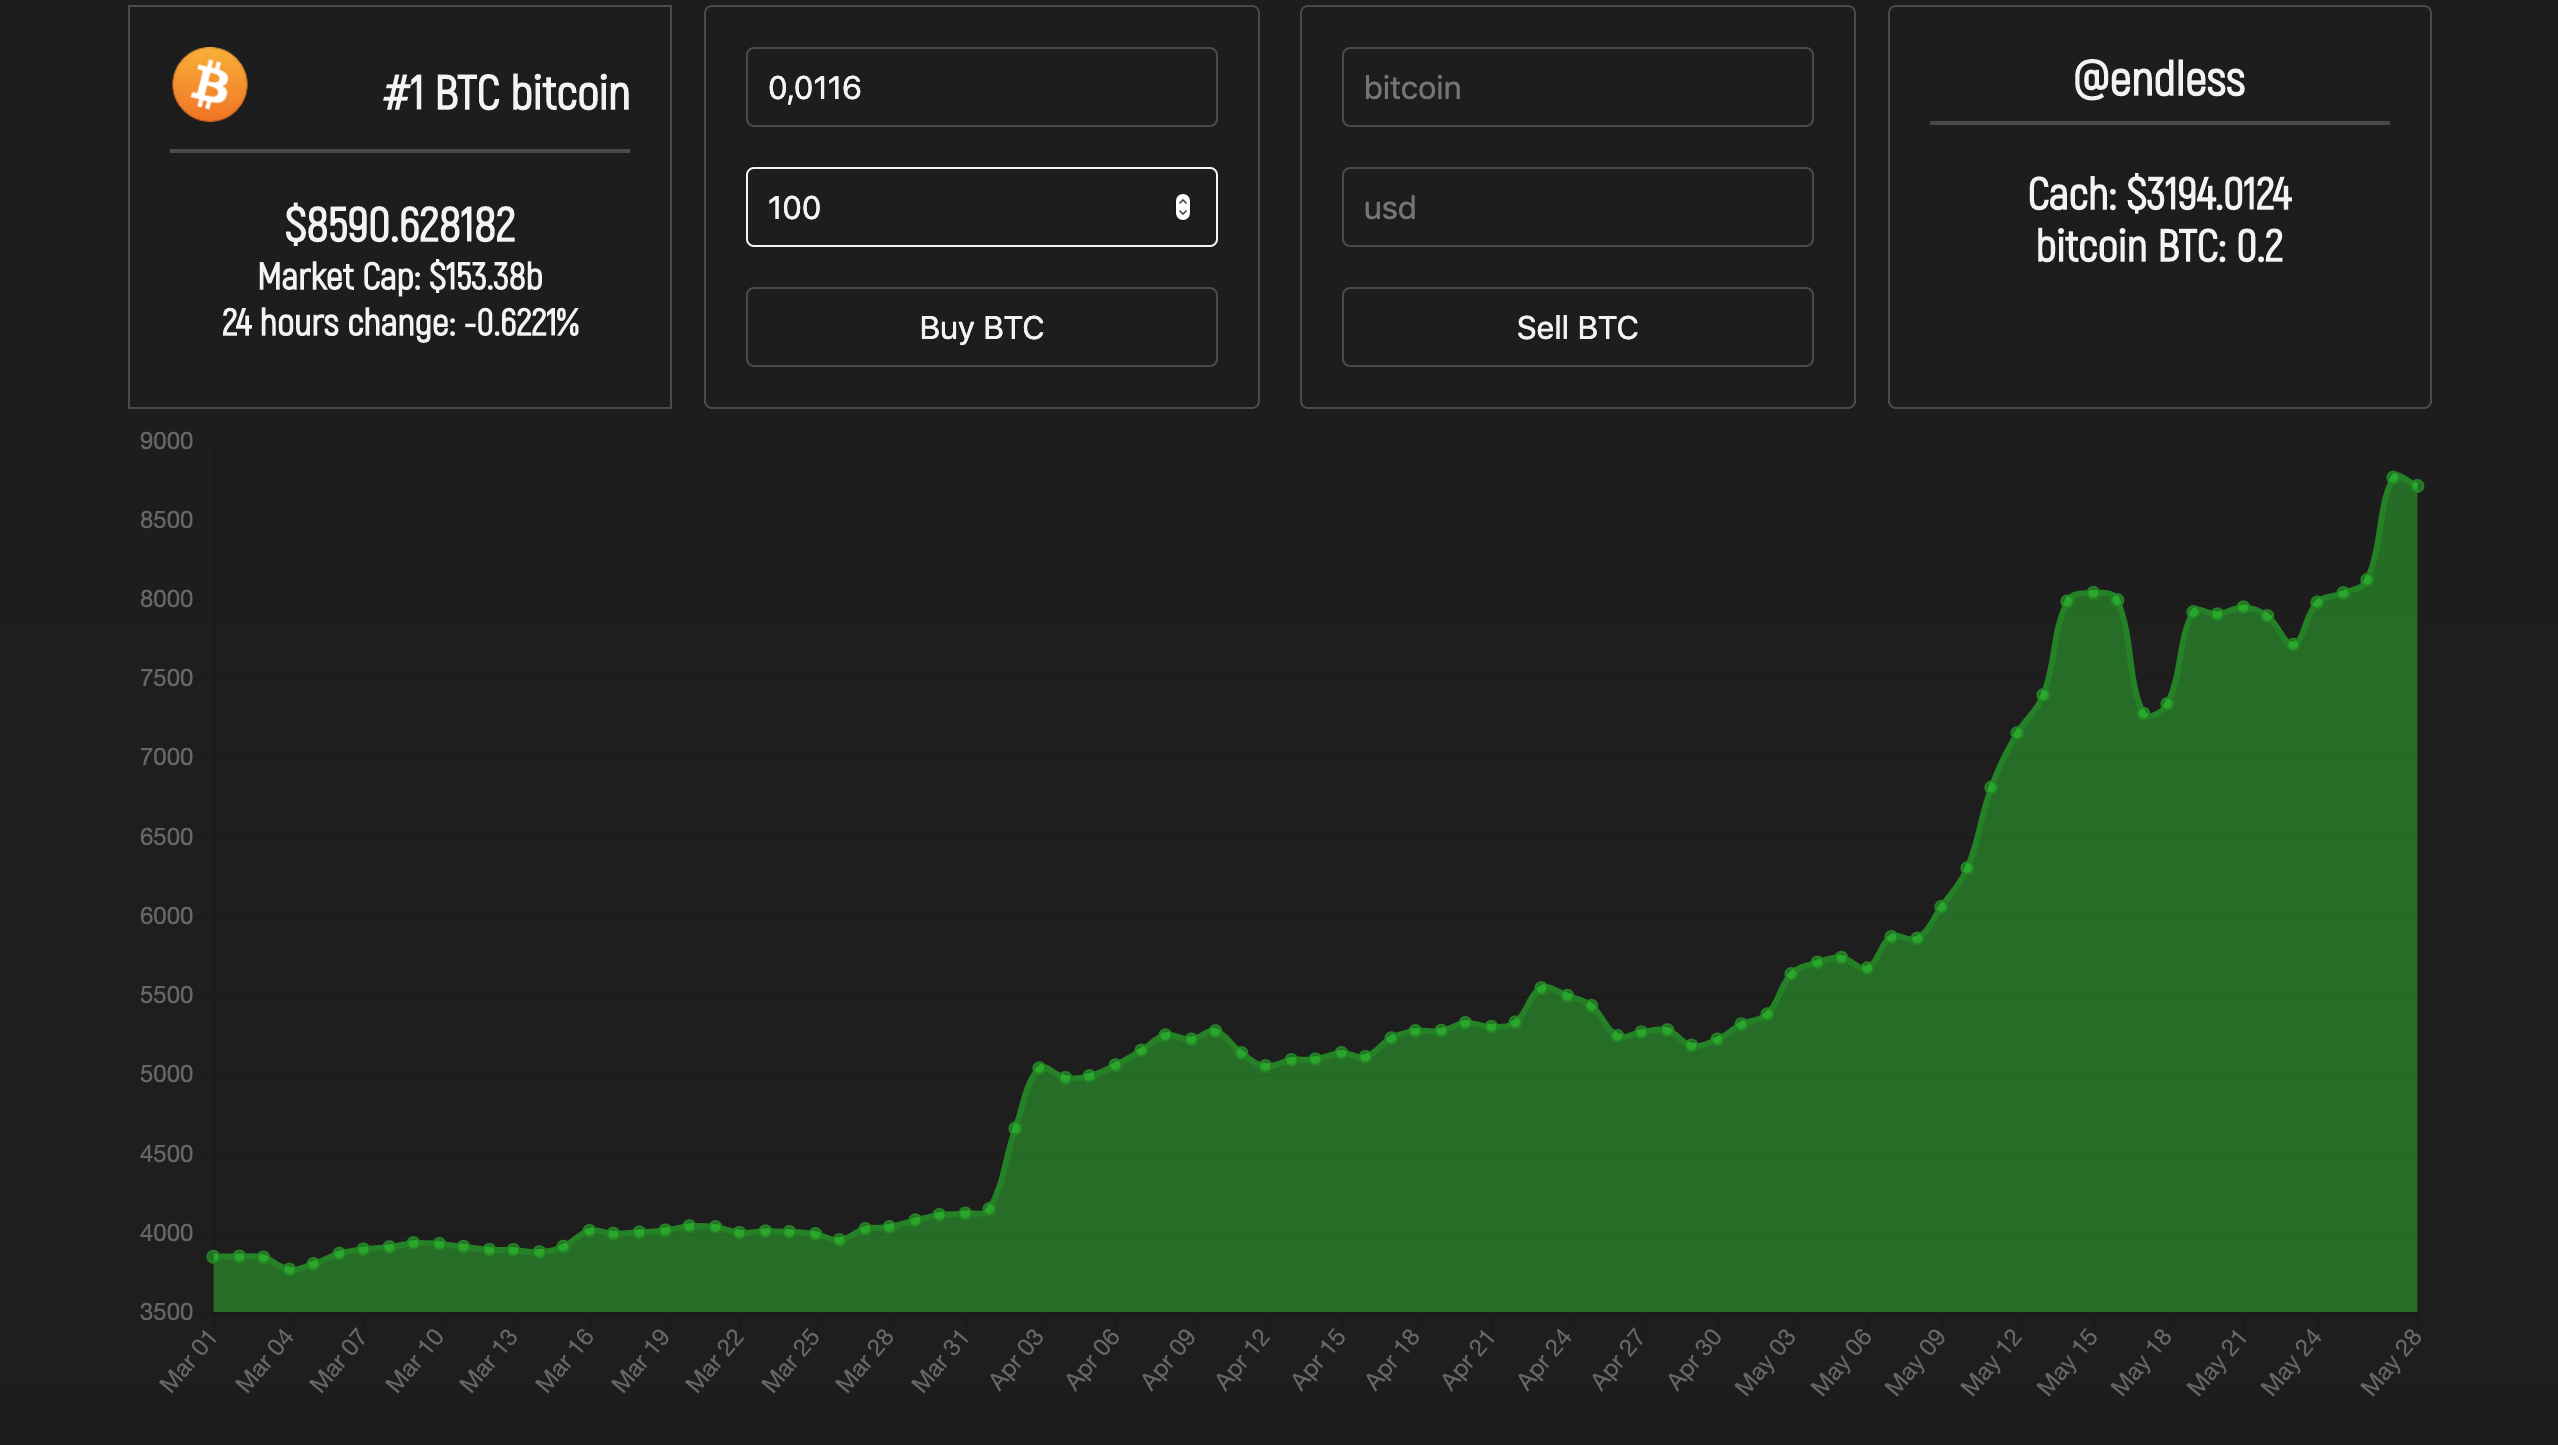 #1 BTC bitcoin
$8590.628182
Market Cap: $153.38b
24 hours change: -0.6221%
0,0116
100
Buy BTC
bitcoin
usd
Sell BTC
@endless
Cach: $3194.0124
bitcoin BTC: 0.2
9000
8500
8000
7500
7000
6500
6000
5500
5000
4500
4000
3500
Mar 01
Mar 04
Mar 07
Mar 10
Mar 13
Mar 16
Mar 19
Mar 22
Mar 25
Mar 28
Mar 31
Apr 03
Apr 06
Apr 09
Apr 12
Apr 15
Apr 18
Apr 21
Apr 24
Apr 27
Apr 30
May 03
May 06
May 09
May 12
May 15
May 18
May 21
May 24
May 28